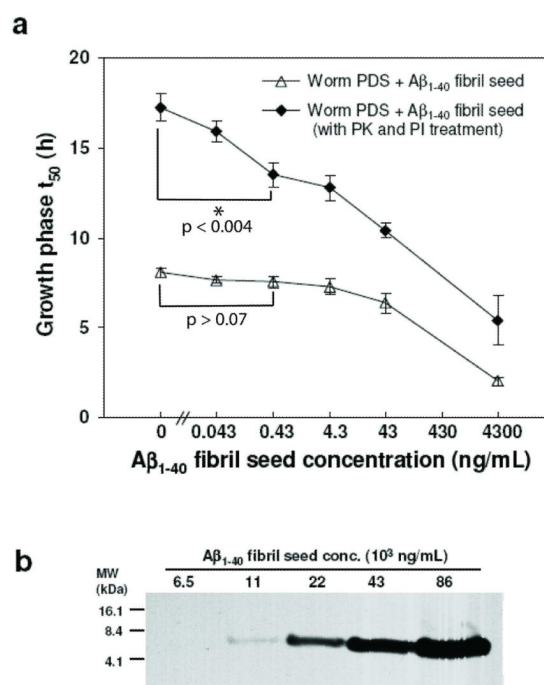 a
20
15
10
5
0
Growth phase t₅₀ (h)
Worm PDS + Aβ₁₋₄₀ fibril seed
Worm PDS + Aβ₁₋₄₀ fibril seed
(with PK and PI treatment)
*
p < 0.004
p > 0.07
0 // 0.043 0.43 4.3 43 430 4300
Aβ₁₋₄₀ fibril seed concentration (ng/mL)
b
Aβ₁₋₄₀ fibril seed conc. (10³ ng/mL)
MW
(kDa)
6.5 11 22 43 86
16.1
8.4
4.1